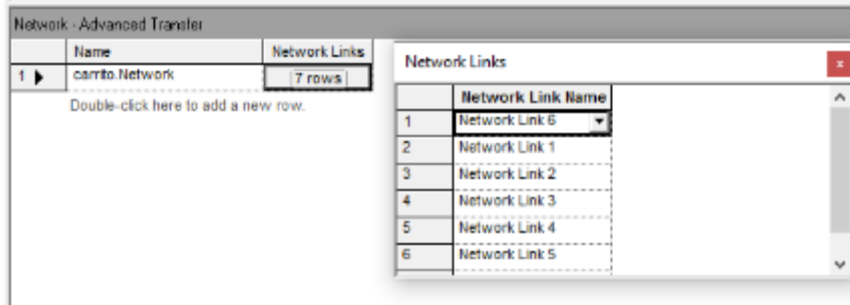 Network - Advanced Transfer
Name Network Links
1 carrito.Network 7 rows
Double-click here to add a new row.
Network Links
x
Network Link Name
1 Network Link 6
2 Network Link 1
3 Network Link 2
4 Network Link 3
5 Network Link 4
6 Network Link 5